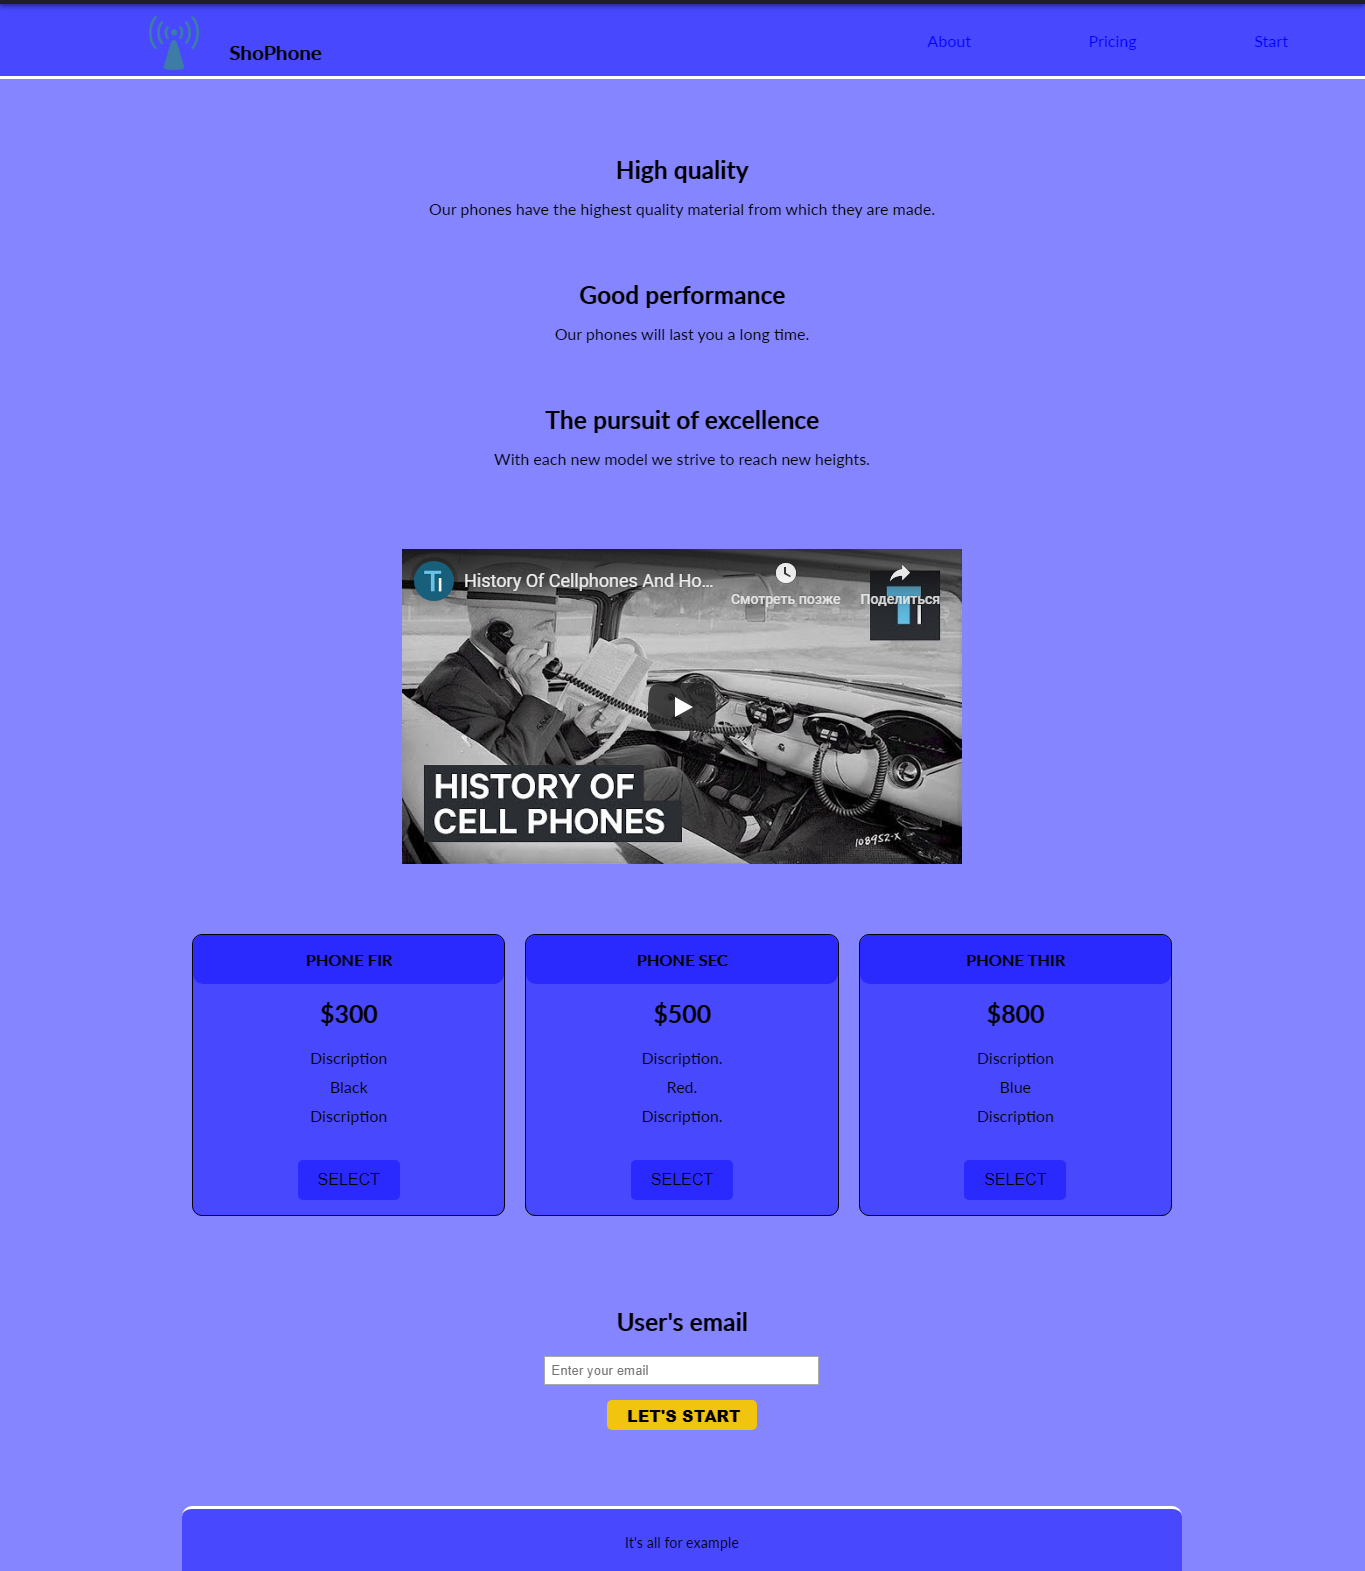 ShoPhone
About
Pricing
Start
High quality
Our phones have the highest quality material from which they are made.
Good performance
Our phones will last you a long time.
The pursuit of excellence
With each new model we strive to reach new heights.
History Of Cellphones And Ho...
Смотреть позже
Поделиться
HISTORY OF
CELL PHONES
108952-X
PHONE FIR
$300
Discription
Black
Discription
SELECT
PHONE SEC
$500
Discription.
Red.
Discription.
SELECT
PHONE THIR
$800
Discription
Blue
Discription
SELECT
User's email
Enter your email
LET'S START
It's all for example